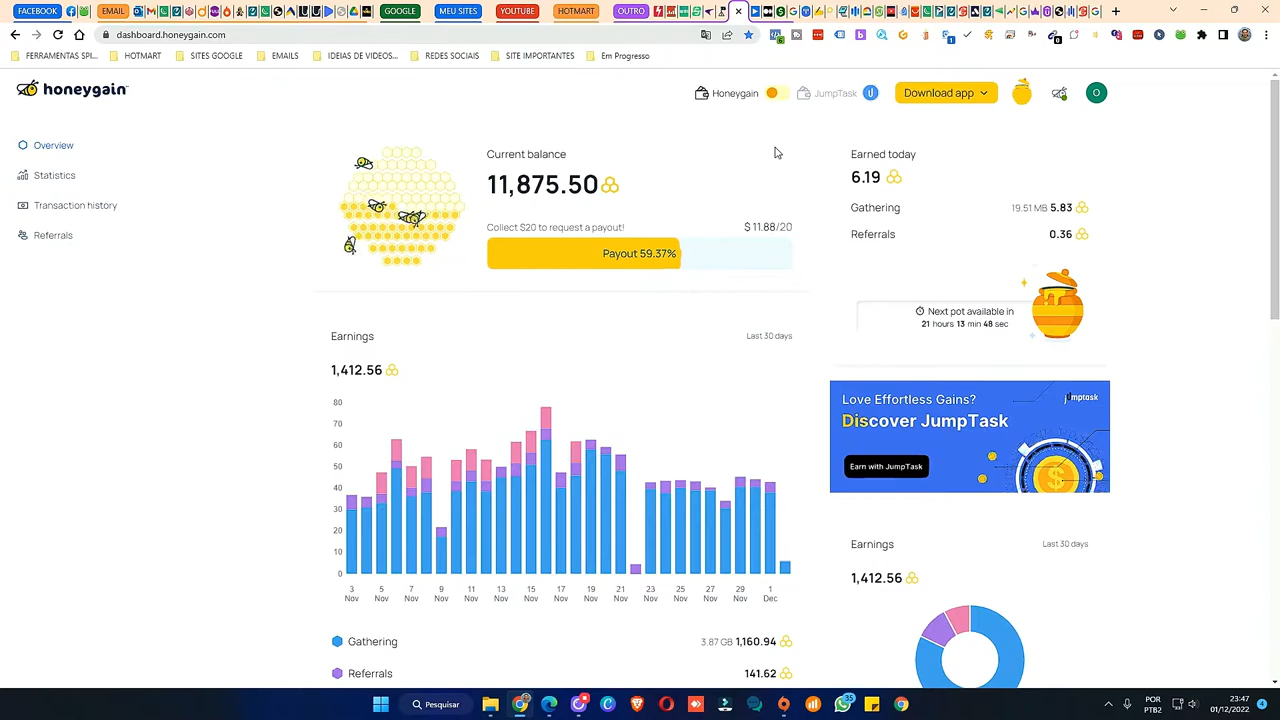 FACEBOOK
EMAIL
GOOGLE
MEU SITES
YOUTUBE
HOTMART
OUTRO
dashboard.honeygain.com
FERRAMENTAS SPI...
HOTMART
SITES GOOGLE
EMAILS
IDEIAS DE VIDEOS...
REDES SOCIAIS
SITE IMPORTANTES
Em Progresso
honeygain
Honeygain
JumpTask
Download app
O
Overview
Statistics
Transaction history
Referrals
Current balance
11,875.50
Collect $20 to request a payout!
$ 11.88/20
Payout 59.37%
Earned today
6.19
Gathering
19.51 MB 5.83
Referrals
0.36
Next pot available in
21 hours 13 min 48 sec
Earnings
Last 30 days
1,412.56
80
70
60
50
40
30
20
10
0
3 Nov
5 Nov
7 Nov
9 Nov
11 Nov
13 Nov
15 Nov
17 Nov
19 Nov
21 Nov
23 Nov
25 Nov
27 Nov
29 Nov
1 Dec
Gathering
3.87 GB 1,160.94
Referrals
141.62
jumptask
Love Effortless Gains?
Discover JumpTask
Earn with JumpTask
Earnings
Last 30 days
1,412.56
Pesquisar
35
POR
PTB2
23:47
01/12/2022
4